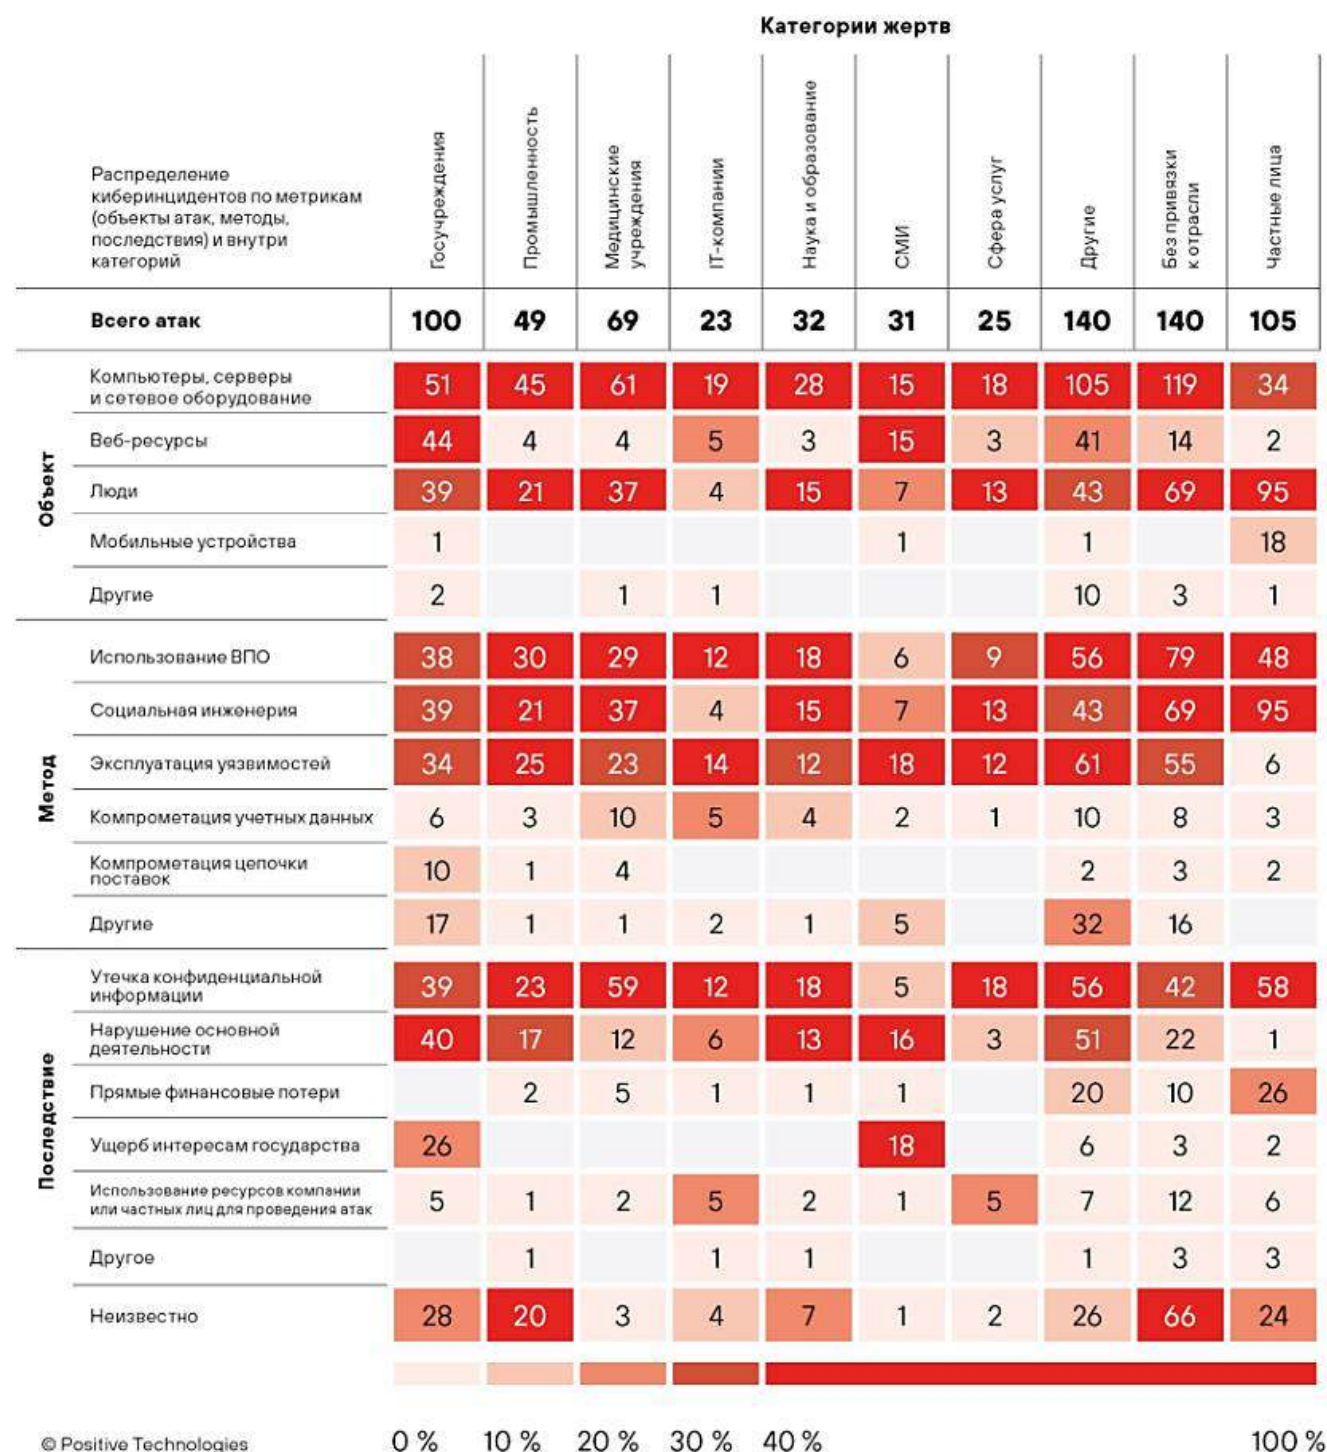 Категории жертв
Распределение
киберинцидентов по метрикам
(объекты атак, методы,
последствия) и внутри
категорий
Госучреждения
Промышленность
Медицинские
учреждения
IT-компании
Наука и образование
СМИ
Сфера услуг
Другие
Без привязки
к отрасли
Частные лица
Всего атак 100 49 69 23 32 31 25 140 140 105
Объект
Компьютеры, серверы
и сетевое оборудование 51 45 61 19 28 15 18 105 119 34
Веб-ресурсы 44 4 4 5 3 15 3 41 14 2
Люди 39 21 37 4 15 7 13 43 69 95
Мобильные устройства 1 1 1 18
Другие 2 1 1 10 3 1
Метод
Использование ВПО 38 30 29 12 18 6 9 56 79 48
Социальная инженерия 39 21 37 4 15 7 13 43 69 95
Эксплуатация уязвимостей 34 25 23 14 12 18 12 61 55 6
Компрометация учетных данных 6 3 10 5 4 2 1 10 8 3
Компрометация цепочки
поставок 10 1 4 2 3 2
Другие 17 1 1 2 1 5 32 16
Последствие
Утечка конфиденциальной
информации 39 23 59 12 18 5 18 56 42 58
Нарушение основной
деятельности 40 17 12 6 13 16 3 51 22 1
Прямые финансовые потери 2 5 1 1 1 20 10 26
Ущерб интересам государства 26 18 6 3 2
Использование ресурсов компании
или частных лиц для проведения атак 5 1 2 5 2 1 5 7 12 6
Другое 1 1 1 1 3 3
Неизвестно 28 20 3 4 7 1 2 26 66 24
© Positive Technologies 0 % 10 % 20 % 30 % 40 % 100 %